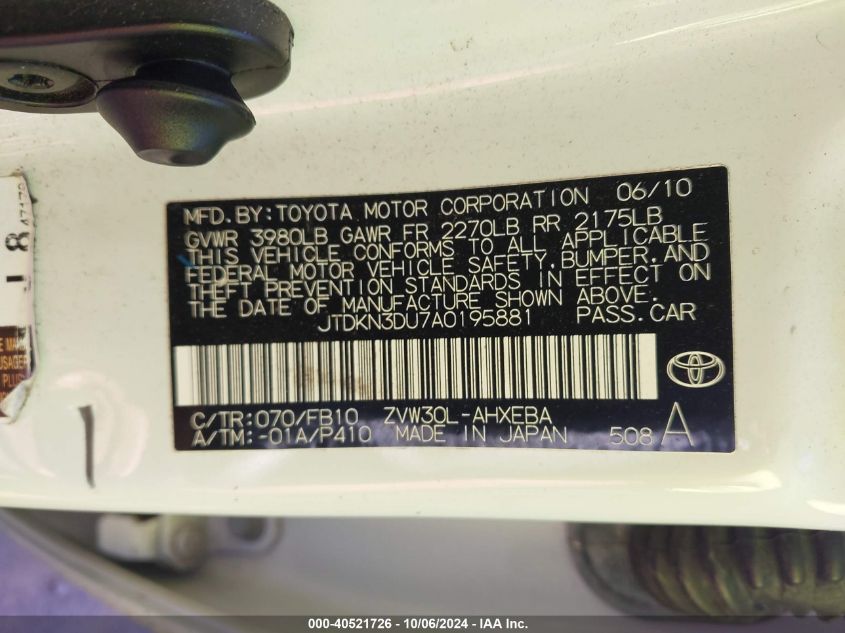 MFD. BY: TOYOTA MOTOR CORPORATION 06/10
GVWR 3980LB GAWR FR 2270LB RR 2175LB
THIS VEHICLE CONFORMS TO ALL APPLICABLE
FEDERAL MOTOR VEHICLE SAFETY, BUMPER, AND
THEFT PREVENTION STANDARDS IN EFFECT ON
THE DATE OF MANUFACTURE SHOWN ABOVE.
JTDKN3DU7A0195881 PASS.CAR
C/TR:070/FB10 ZVW30L-AHXEBA
A/TM:-01A/P410 MADE IN JAPAN 508 A
18
USAGER
000-40521726 - 10/06/2024 - IAA Inc.